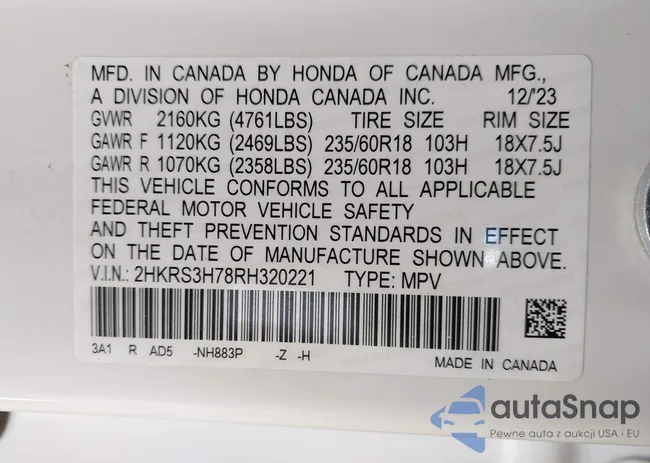 MFD. IN CANADA BY HONDA OF CANADA MFG.,
A DIVISION OF HONDA CANADA INC. 12/'23
GVWR 2160KG (4761LBS) TIRE SIZE RIM SIZE
GAWR F 1120KG (2469LBS) 235/60R18 103H 18X7.5J
GAWR R 1070KG (2358LBS) 235/60R18 103H 18X7.5J
THIS VEHICLE CONFORMS TO ALL APPLICABLE
FEDERAL MOTOR VEHICLE SAFETY
AND THEFT PREVENTION STANDARDS IN EFFECT
ON THE DATE OF MANUFACTURE SHOWN ABOVE.
V.I.N.: 2HKRS3H78RH320221 TYPE: MPV
3A1 R AD5 -NH883P -Z -H
MADE IN CANADA
autaSnap
Pewne auta z aukcji USA i EU